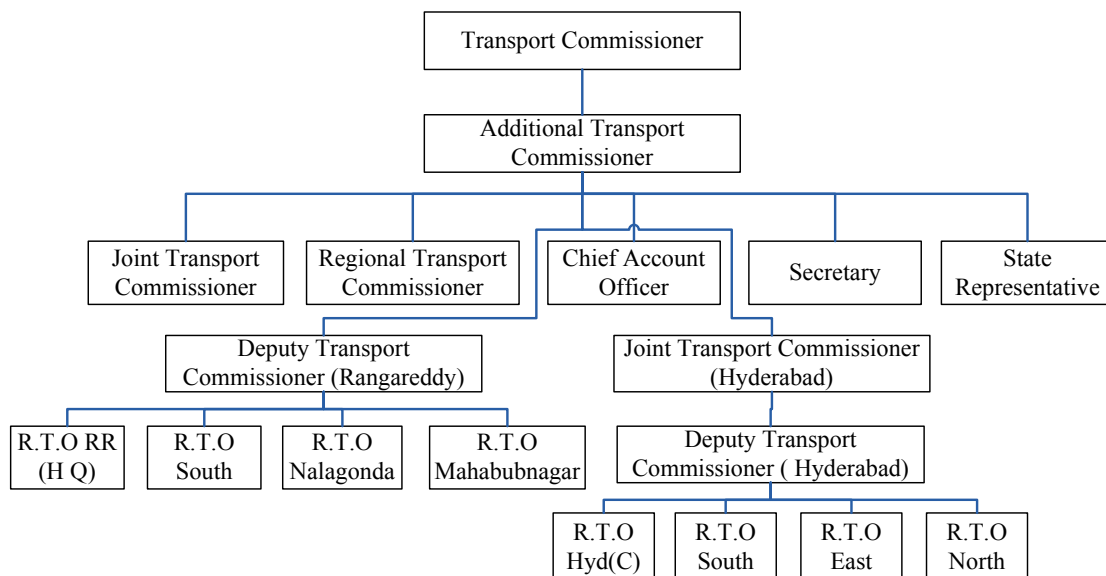 Transport Commissioner
Additional Transport
Commissioner
Joint Transport
Commissioner
Regional Transport
Commissioner
Chief Account
Officer
Secretary
State
Representative
Deputy Transport
Commissioner (Rangareddy)
Joint Transport Commissioner
(Hyderabad)
R.T.O RR
(H Q)
R.T.O
South
R.T.O
Nalagonda
R.T.O
Mahabubnagar
Deputy Transport
Commissioner ( Hyderabad)
R.T.O
Hyd(C)
R.T.O
South
R.T.O
East
R.T.O
North